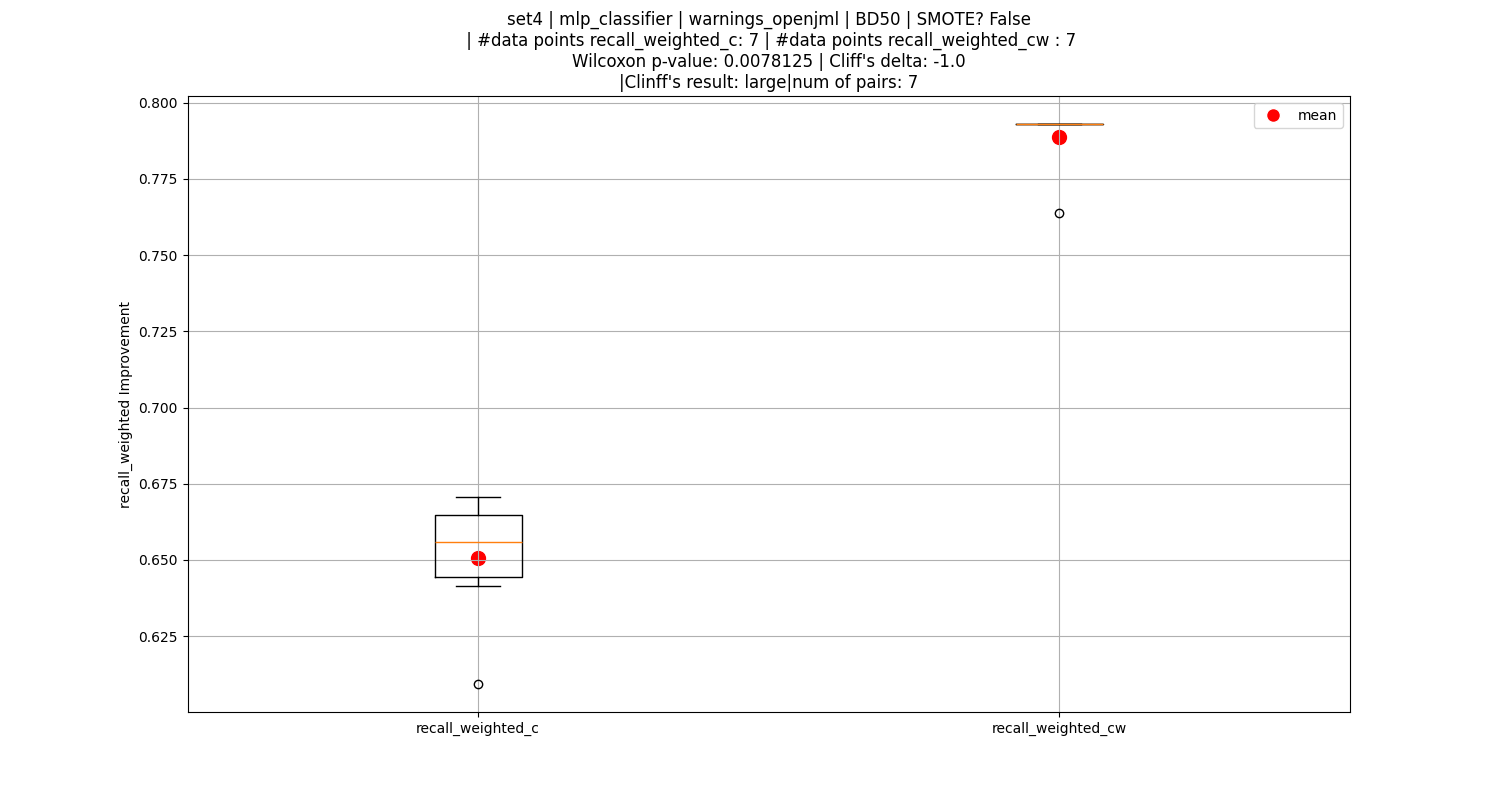 set4 | mlp_classifier | warnings_openjml | BD50 | SMOTE? False
| #data points recall_weighted_c: 7 | #data points recall_weighted_cw : 7
Wilcoxon p-value: 0.0078125 | Cliff's delta: -1.0
|Clinff's result: large|num of pairs: 7
mean
recall_weighted Improvement
0.800
0.775
0.750
0.725
0.700
0.675
0.650
0.625
recall_weighted_c
recall_weighted_cw